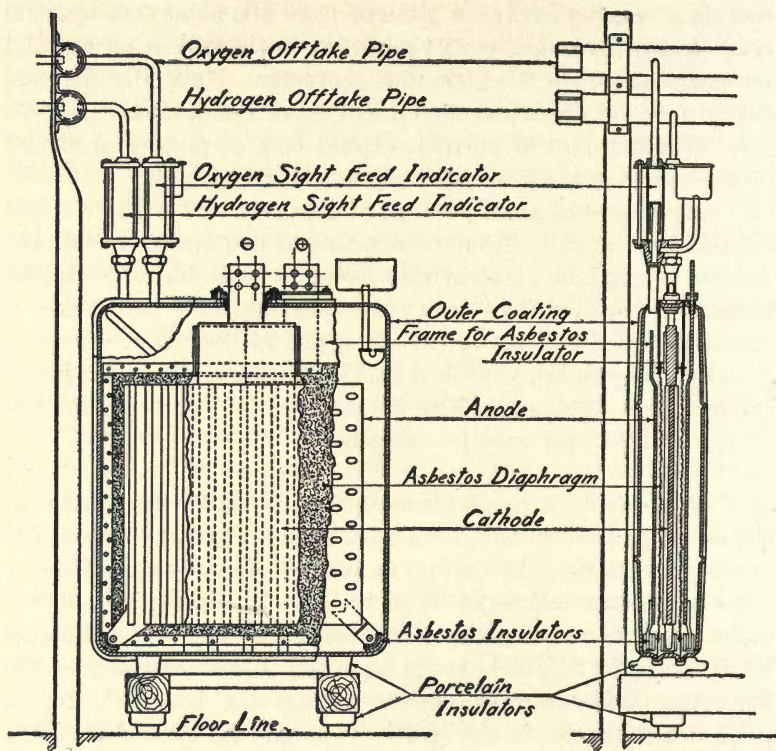 Oxygen Offtake Pipe
Hydrogen Offtake Pipe
Oxygen Sight Feed Indicator
Hydrogen Sight Feed Indicator
Outer Coating
Frame for Asbestos
Insulator
Anode
Asbestos Diaphragm
Cathode
Asbestos Insulators
Porcelain
Insulators
Floor Line